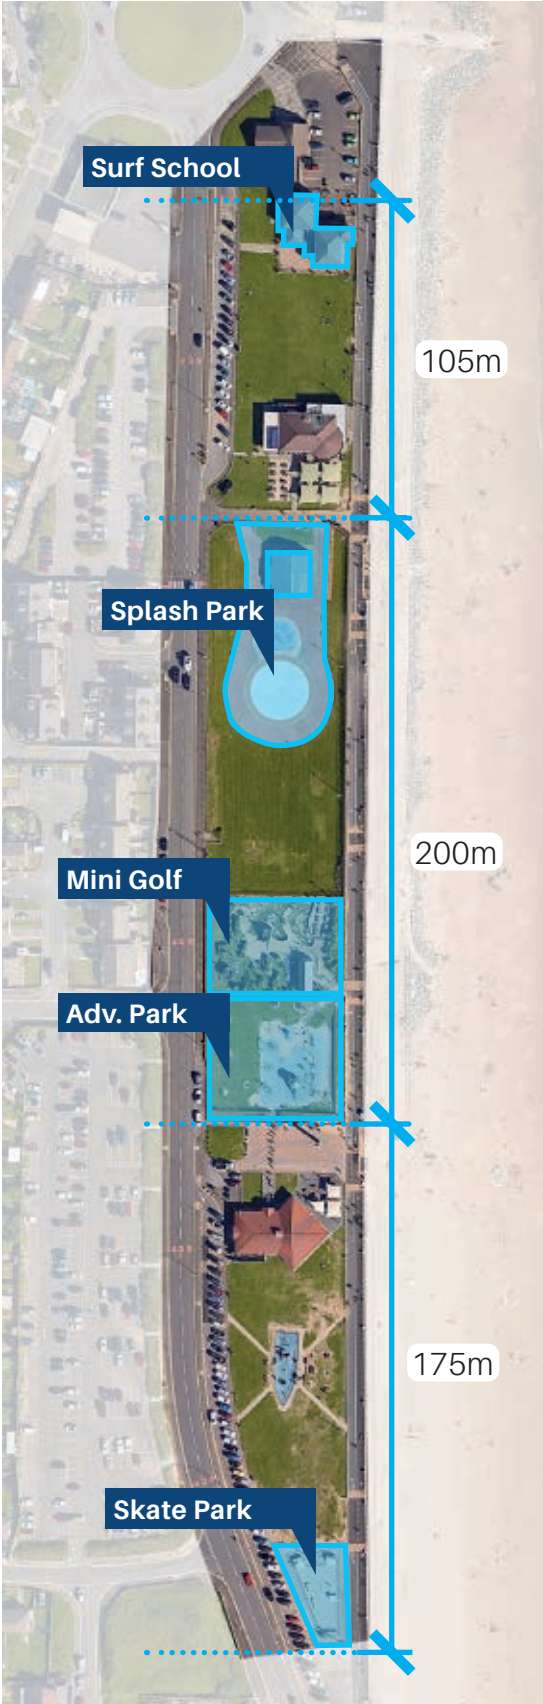 Surf School
105m
Splash Park
200m
Mini Golf
Adv. Park
175m
Skate Park